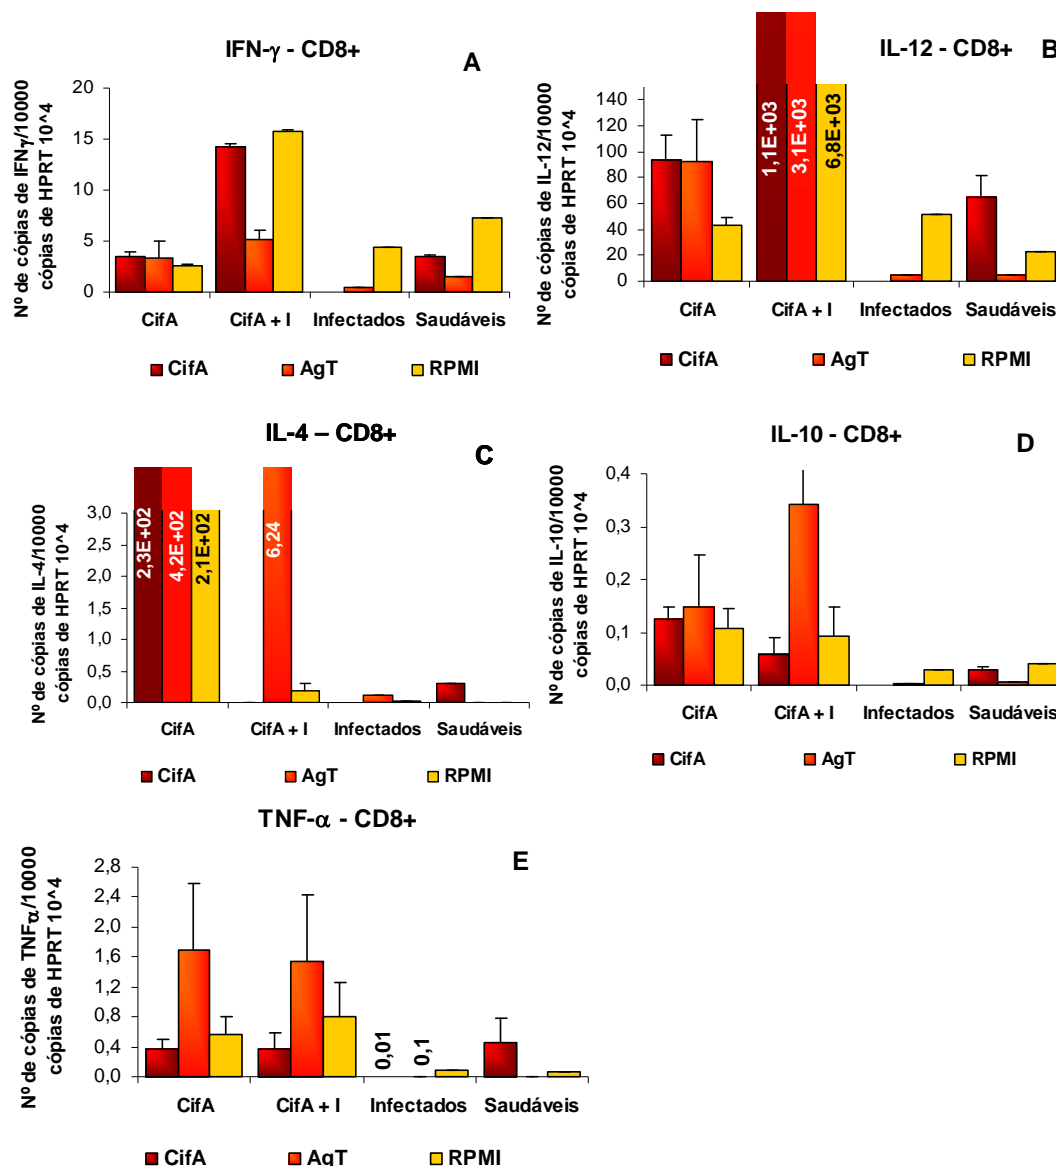 IFN-γ - CD8+
A
Nº de cópias de IFNγ/10000
cópias de HPRT 10^4
20
15
10
5
0
CifA
CifA + I
Infectados
Saudáveis
CifA
AgT
RPMI
IL-12 - CD8+
B
Nº de cópias de IL-12/10000
cópias de HPRT 10^4
140
120
100
80
60
40
20
0
1,1E+03
3,1E+03
6,8E+03
CifA
CifA + I
Infectados
Saudáveis
CifA
AgT
RPMI
IL-4 – CD8+
C
Nº de cópias de IL-4/10000
cópias de HPRT 10^4
3,0
2,5
2,0
1,5
1,0
0,5
0,0
2,3E+02
4,2E+02
2,1E+02
6,24
CifA
CifA + I
Infectados
Saudáveis
CifA
AgT
RPMI
IL-10 - CD8+
D
Nº de cópias de IL-10/10000
cópias de HPRT 10^4
0,4
0,3
0,2
0,1
0,0
CifA
CifA + I
Infectados
Saudáveis
CifA
AgT
RPMI
TNF-α - CD8+
E
Nº de cópias de TNFα/10000
cópias de HPRT 10^4
2,8
2,4
2,0
1,6
1,2
0,8
0,4
0,0
0,01
0,1
CifA
CifA + I
Infectados
Saudáveis
CifA
AgT
RPMI